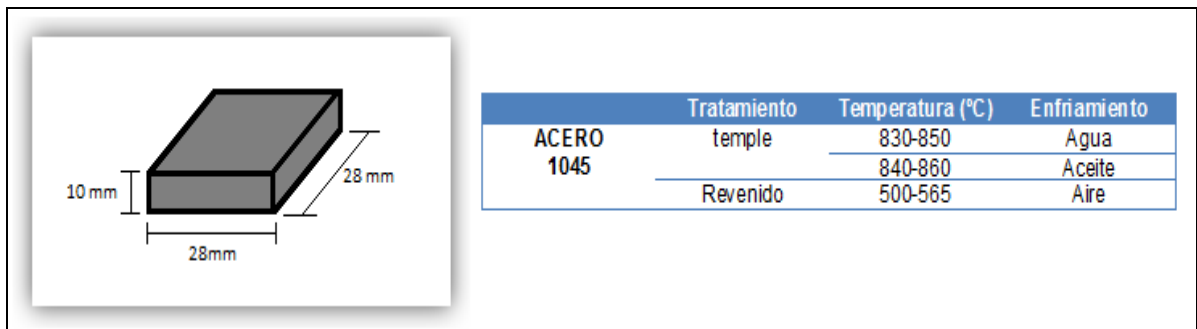 10 mm
28 mm
28mm
Tratamiento Temperatura (ºC) Enfriamiento
ACERO temple 830-850 Agua
1045 840-860 Aceite
Revenido 500-565 Aire